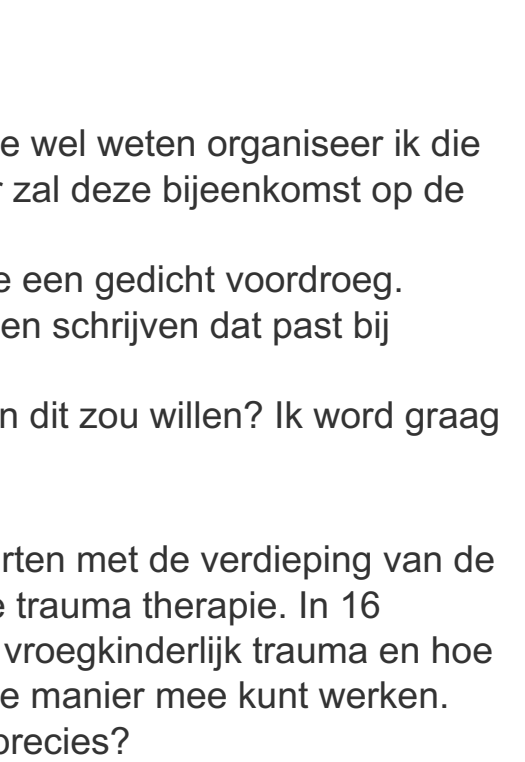 wel weten organiseer ik die
zal deze bijeenkomst op de
een gedicht voordroeg.
en schrijven dat past bij
dit zou willen? Ik word graag
met de verdieping van de
trauma therapie. In 16
vroegkinderlijk trauma en hoe
manier mee kunt werken.